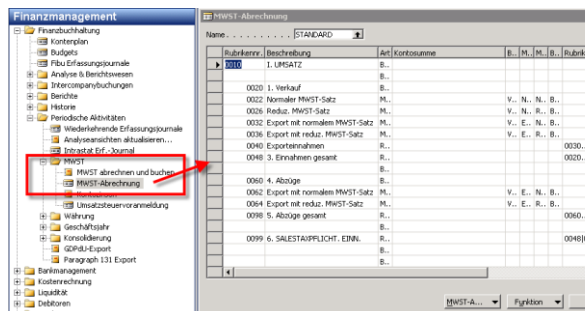 Finanzmanagement
Finanzbuchhaltung
Kontenplan
Budgets
Fibu Erfassungsjournale
Analyse & Berichtswesen
Intercompanybuchungen
Berichte
Historie
Periodische Aktivitäten
Wiederkehrende Erfassungsjournale
Analyseansichten aktualisieren...
Intrastat Erf.-Journal
MWST
MWST abrechnen und buchen
MWST-Abrechnung
Umsatzsteuervoranmeldung
Währung
Geschäftsjahr
Konsolidierung
GDPdU-Export
Paragraph 131 Export
Bankmanagement
Kostenrechnung
Liquidität
Debitoren
MWST-Abrechnung
Name . . . . . . . . . . STANDARD
Rubrikennr. Beschreibung Art Kontosumme B.. M.. M.. B.. Rubrik
0010 I. UMSATZ B...
B...
0020 1. Verkauf B...
0022 Normaler MWST-Satz M... V... N... N... B...
0026 Reduz. MWST-Satz M... V... N... R... B...
0032 Export mit normalem MWST-Satz M... V... E... N... B...
0036 Export mit reduz. MWST-Satz M... V... E... R... B...
0040 Exporteinnahmen R... 0030...
0048 3. Einnahmen gesamt R... 0020...
B...
0060 4. Abzüge B...
0062 Export mit normalem MWST-Satz M... V... E... N... B...
0064 Export mit reduz. MWST-Satz M... V... E... R... B...
0098 5. Abzüge gesamt R... 0060...
B...
0099 6. SALESTAXPFLICHT. EINN. R... 0048|
B...
MWST-A... Funktion